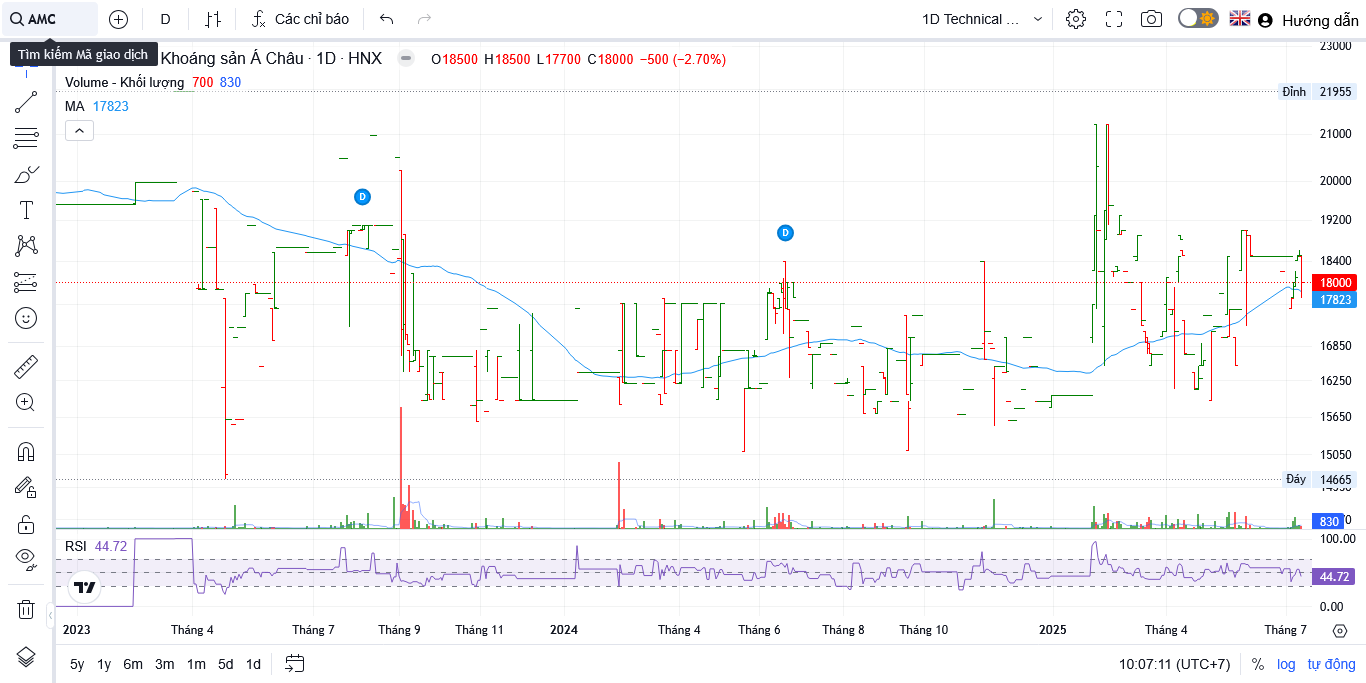 AMC D Các chỉ báo 1D Technical ... Hướng dẫn
Tìm kiếm Mã giao dịch Khoáng sản Á Châu · 1D · HNX O18500 H18500 L17700 C18000 −500 (−2.70%)
Volume - Khối lượng 700 830
MA 17823
23000
Đỉnh 21955
21000
20000
19200
18400
18000
17823
16850
16250
15650
15050
Đáy 14665
830
D
D
RSI 44.72
100.00
44.72
0.00
2023 Tháng 4 Tháng 7 Tháng 9 Tháng 11 2024 Tháng 4 Tháng 6 Tháng 8 Tháng 10 2025 Tháng 4 Tháng 7
5y 1y 6m 3m 1m 5d 1d 10:07:11 (UTC+7) % log tự động